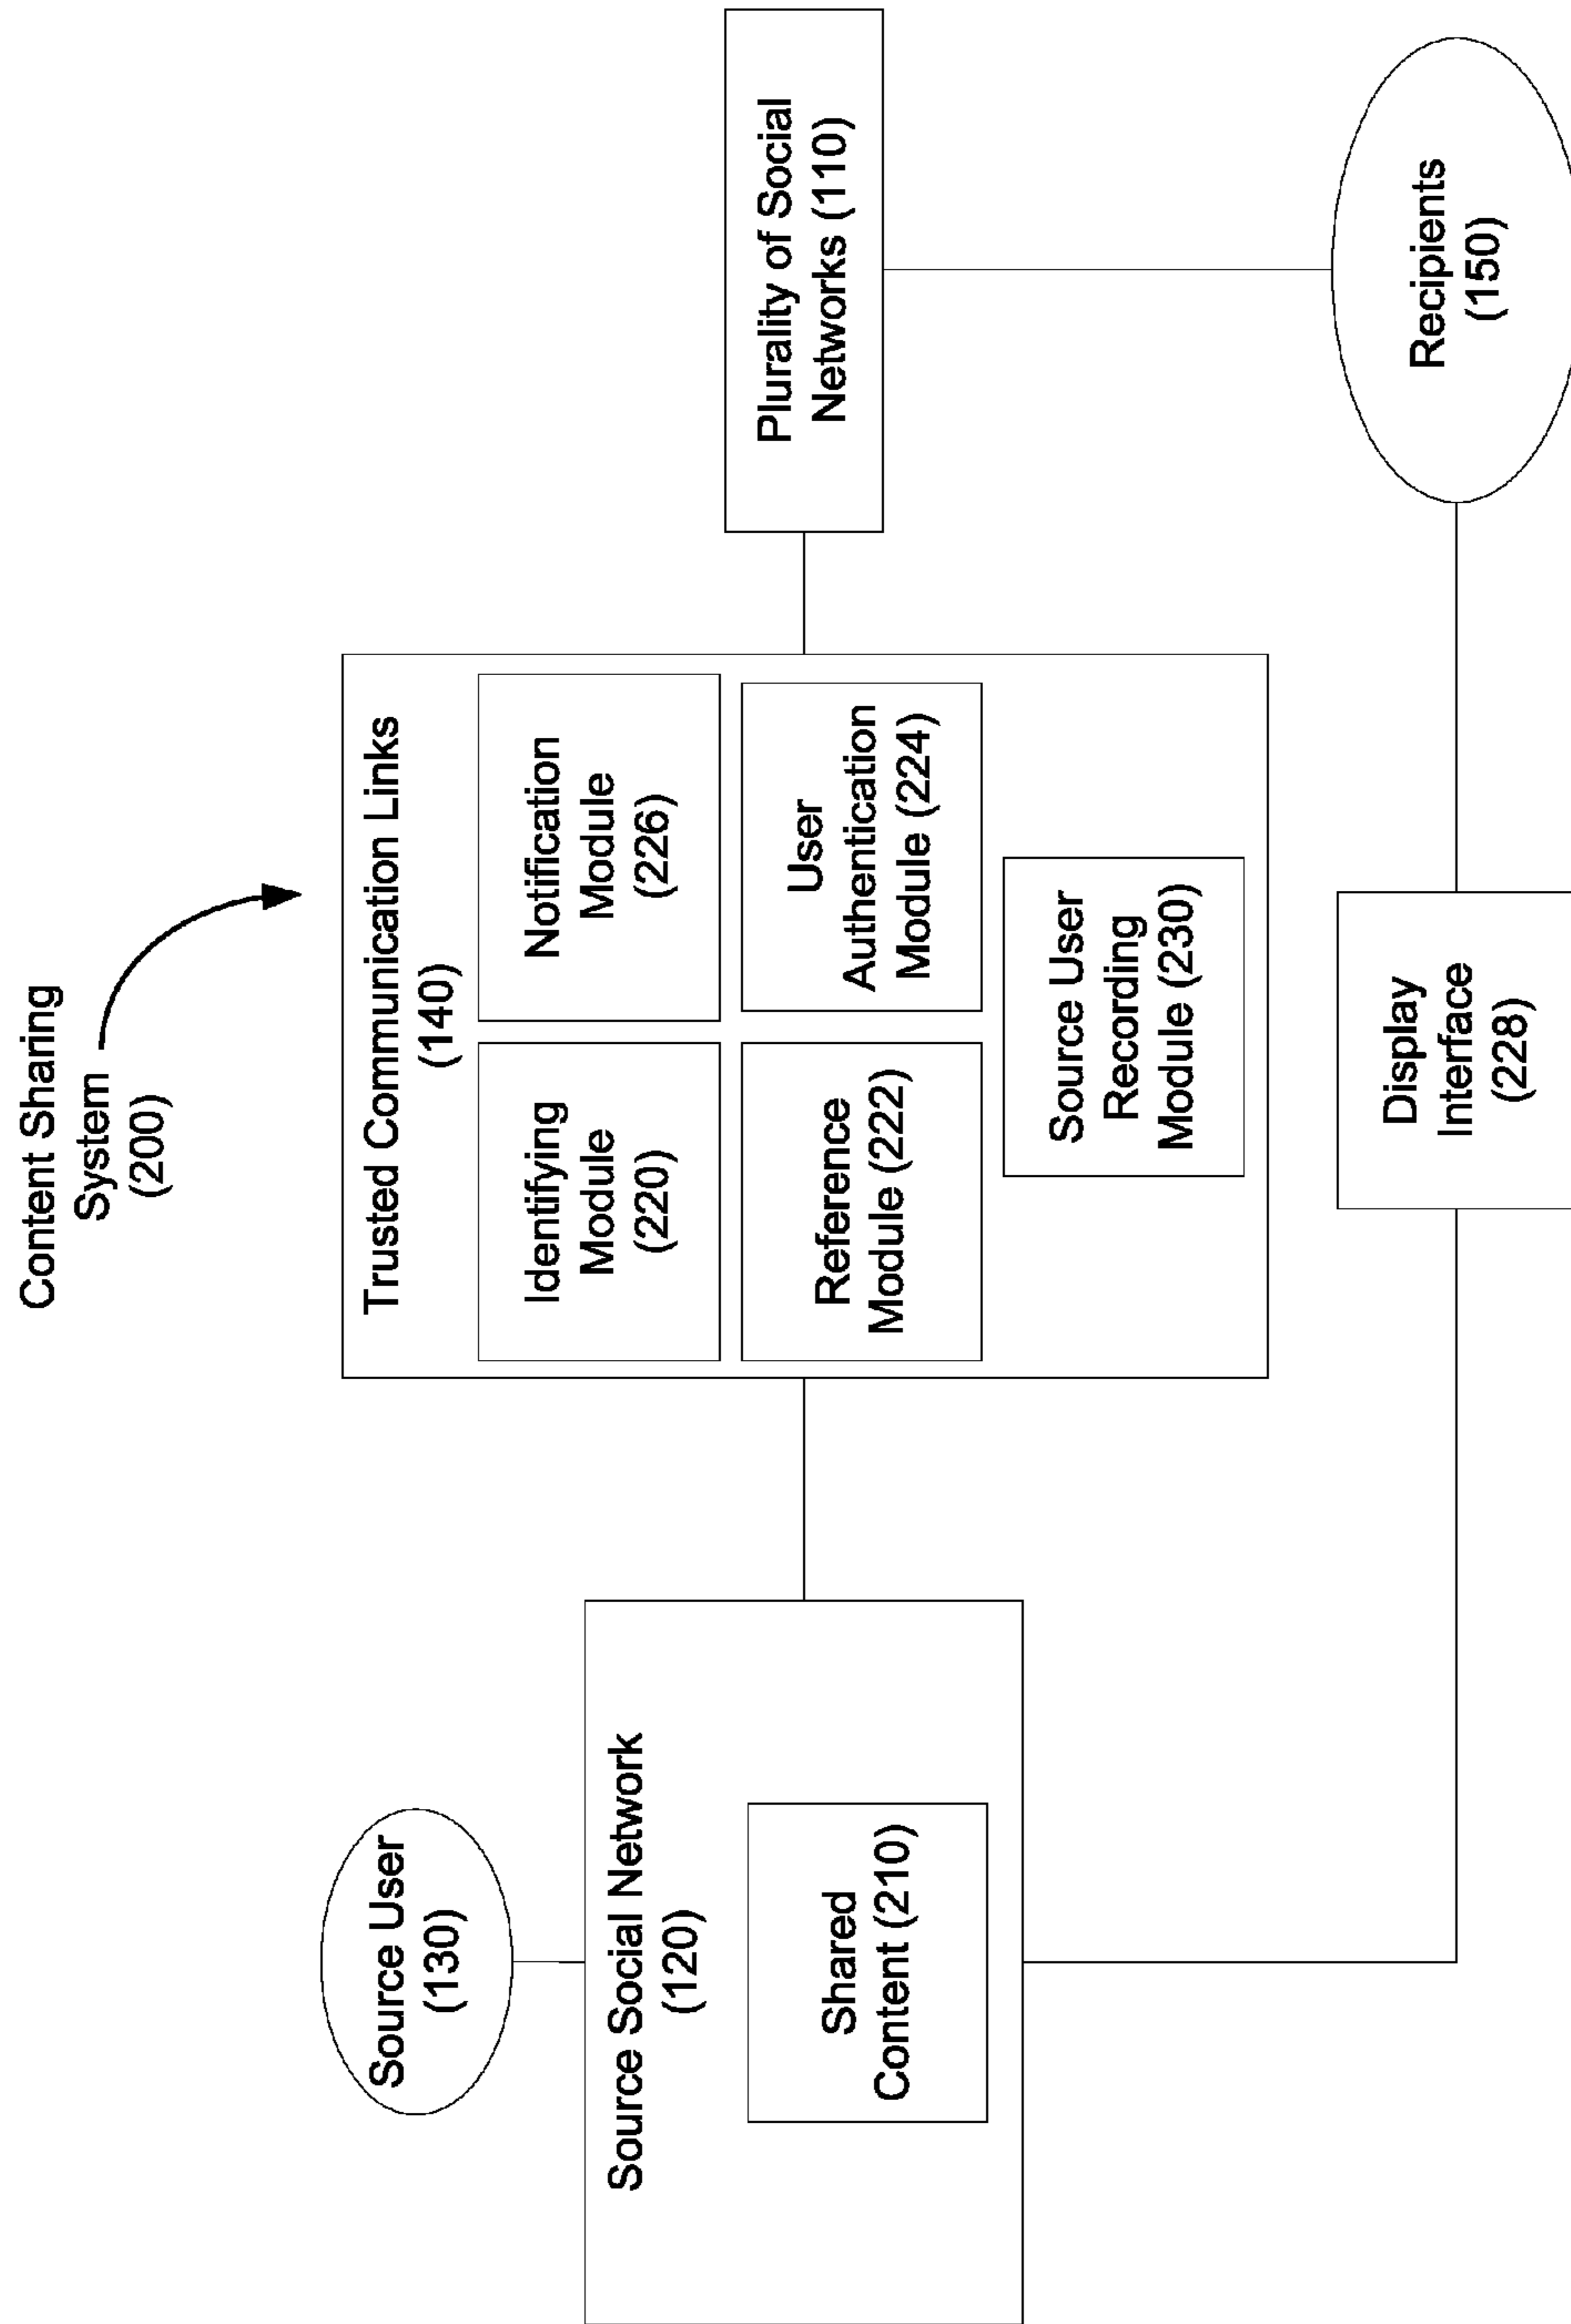 Content Sharing
System
(200)
Source User
(130)
Source Social Network
(120)
Shared
Content (210)
Trusted Communication Links
(140)
Identifying
Module
(220)
Notification
Module
(226)
Reference
Module (222)
User
Authentication
Module (224)
Source User
Recording
Module (230)
Plurality of Social
Networks (110)
Display
Interface
(228)
Recipients
(150)